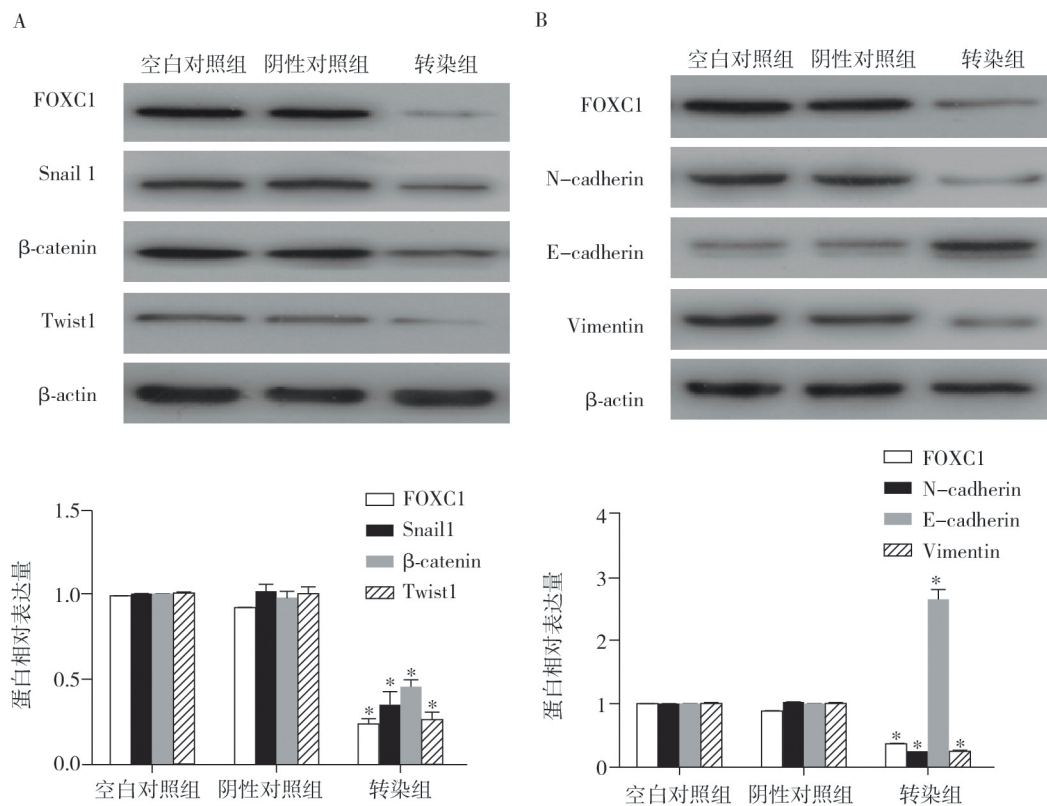 A
空白对照组 阴性对照组 转染组
FOXC1
Snail 1
β-catenin
Twist1
β-actin
FOXC1
Snail1
β-catenin
Twist1
蛋白相对表达量
1.5
1.0
0.5
0.0
* * * *
空白对照组 阴性对照组 转染组
B
空白对照组 阴性对照组 转染组
FOXC1
N-cadherin
E-cadherin
Vimentin
β-actin
FOXC1
N-cadherin
E-cadherin
Vimentin
蛋白相对表达量
4
3
2
1
0
* * * *
空白对照组 阴性对照组 转染组